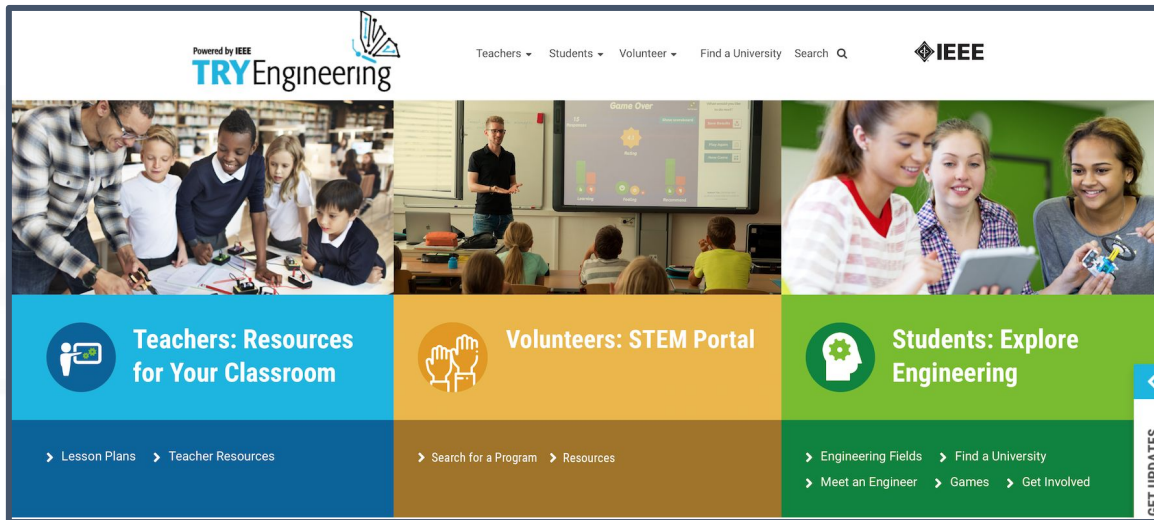 Powered by IEEE
TRYEngineering
Teachers Students Volunteer Find a University Search
IEEE
Game Over
Teachers: Resources
for Your Classroom
Volunteers: STEM Portal
Students: Explore
Engineering
Lesson Plans Teacher Resources
Search for a Program Resources
Engineering Fields Find a University
Meet an Engineer Games Get Involved
GET UPDATES